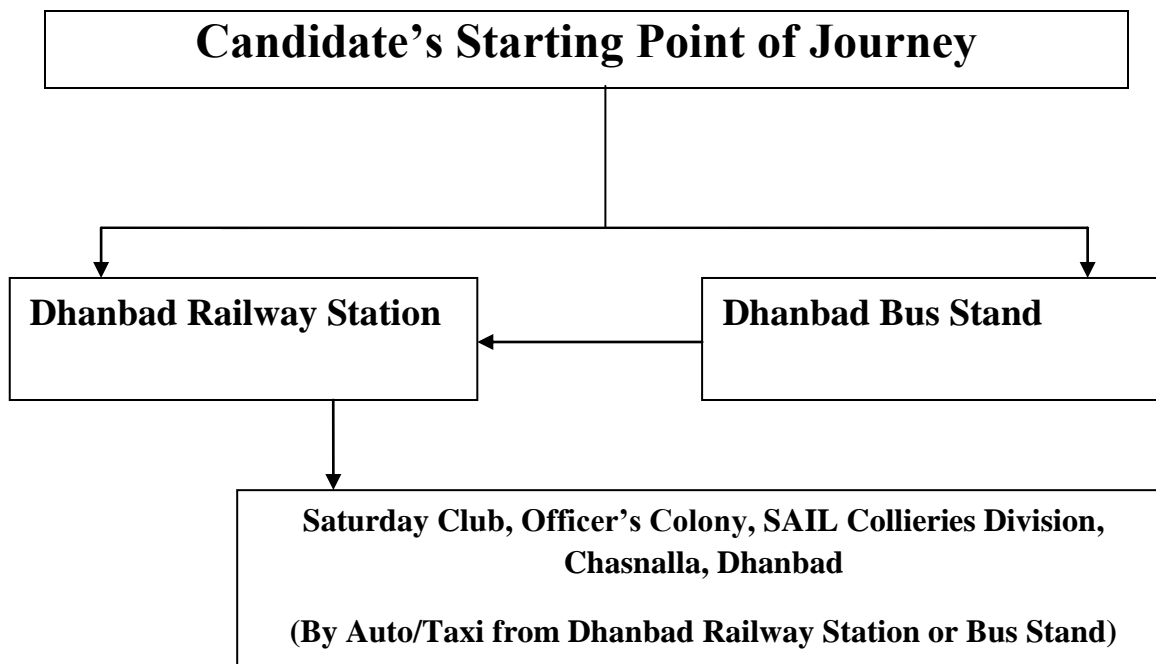 Candidate’s Starting Point of Journey
Dhanbad Railway Station
Dhanbad Bus Stand
Saturday Club, Officer’s Colony, SAIL Collieries Division,
Chasnalla, Dhanbad
(By Auto/Taxi from Dhanbad Railway Station or Bus Stand)